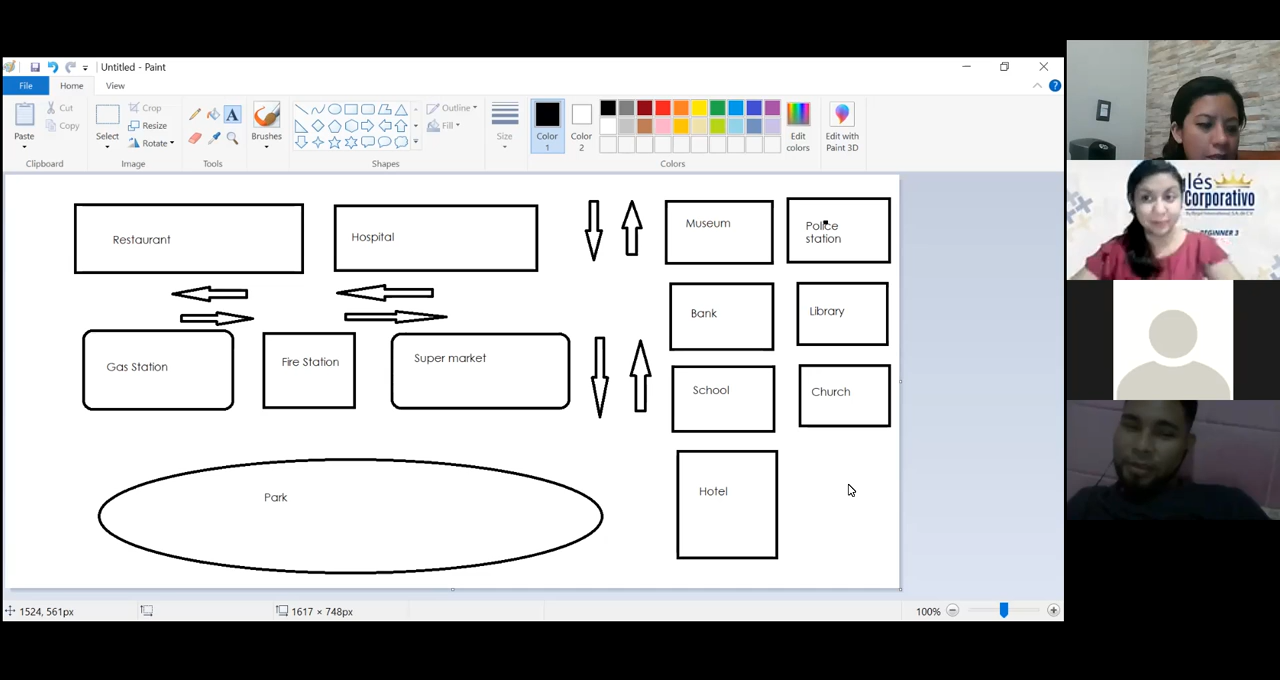 Untitled - Paint
File
Home
View
Cut
Copy
Paste
Clipboard
Crop
Resize
Rotate
Select
Image
Tools
Brushes
Outline
Fill
Shapes
Size
Color
1
Color
2
Edit
colors
Colors
Edit with
Paint 3D
Restaurant
Hospital
Museum
Police
station
Bank
Library
Gas Station
Fire Station
Super market
School
Church
Park
Hotel
1524, 561px
1617 × 748px
100%
lés
Corporativo
BEGINNER 3